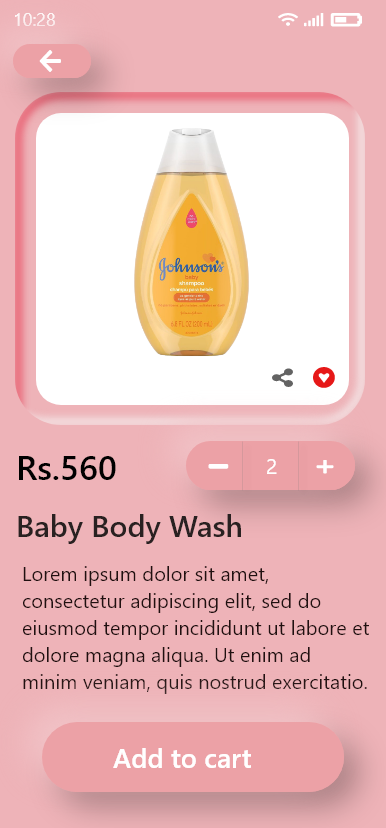 10:28
Johnson's
baby
shampoo
Rs.560
2
Baby Body Wash
Lorem ipsum dolor sit amet,
consectetur adipiscing elit, sed do
eiusmod tempor incididunt ut labore et
dolore magna aliqua. Ut enim ad
minim veniam, quis nostrud exercitatio.
Add to cart